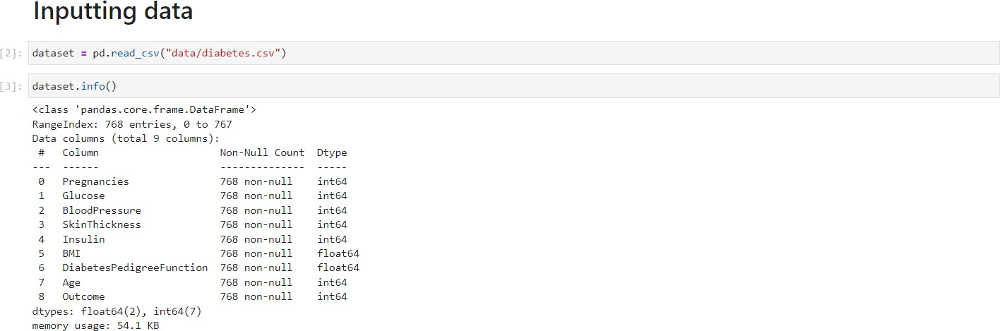 Inputting data
[2]: dataset = pd.read_csv("data/diabetes.csv")
[3]: dataset.info()
<class 'pandas.core.frame.DataFrame'>
RangeIndex: 768 entries, 0 to 767
Data columns (total 9 columns):
 #   Column                    Non-Null Count  Dtype
---  ------                    --------------  -----
 0   Pregnancies               768 non-null    int64
 1   Glucose                   768 non-null    int64
 2   BloodPressure             768 non-null    int64
 3   SkinThickness             768 non-null    int64
 4   Insulin                   768 non-null    int64
 5   BMI                       768 non-null    float64
 6   DiabetesPedigreeFunction  768 non-null    float64
 7   Age                       768 non-null    int64
 8   Outcome                   768 non-null    int64
dtypes: float64(2), int64(7)
memory usage: 54.1 KB